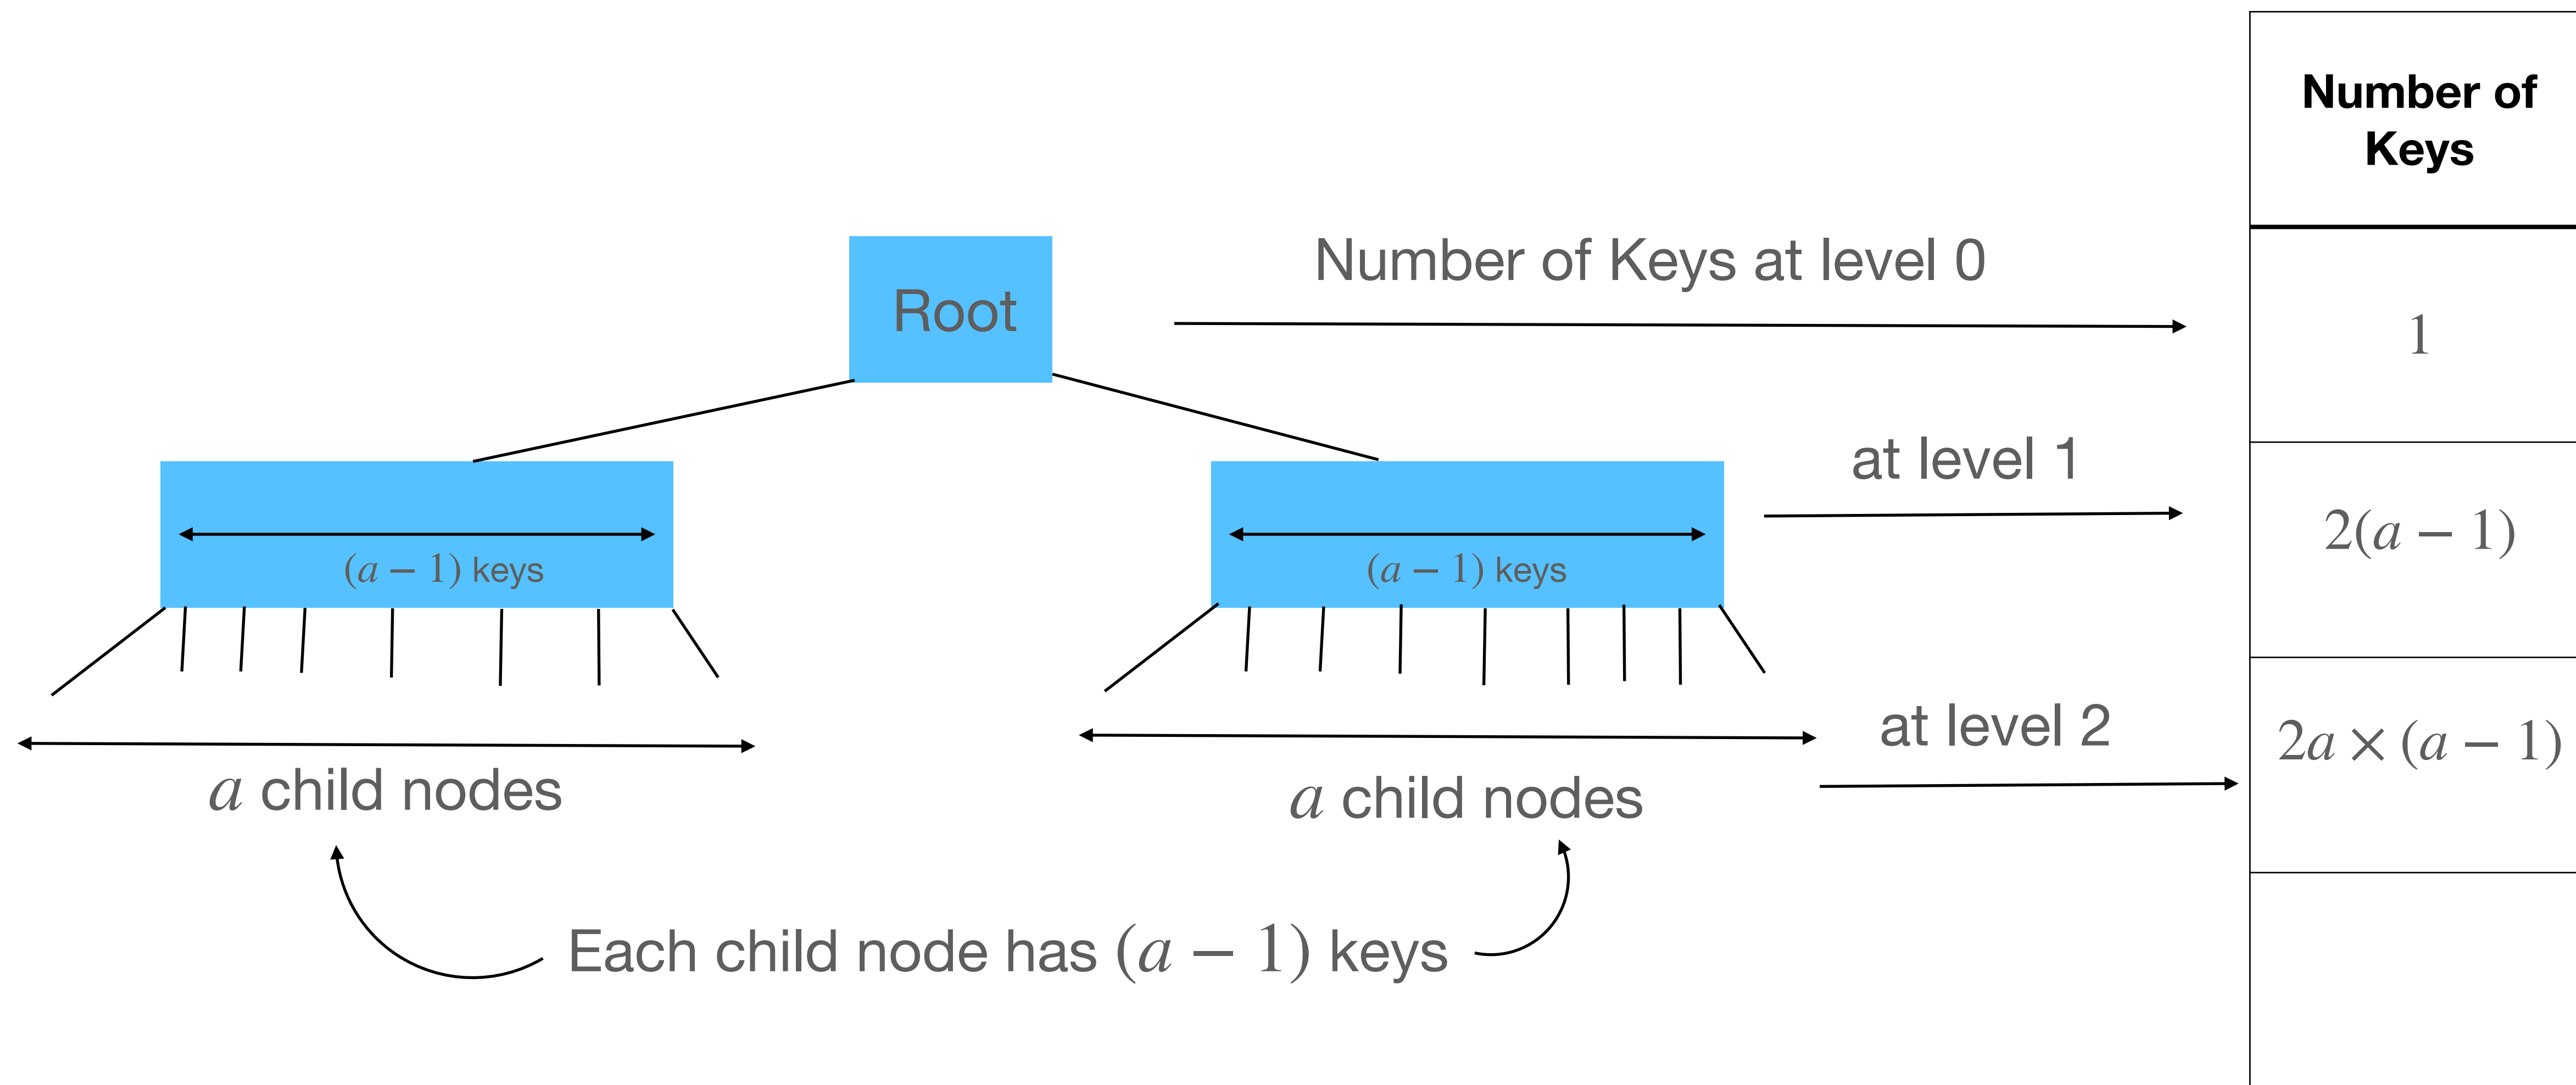 Number of
Keys
Number of Keys at level 0
Root
1
at level 1
2(a − 1)
(a − 1) keys
(a − 1) keys
at level 2
2a × (a − 1)
a child nodes
a child nodes
Each child node has (a − 1) keys